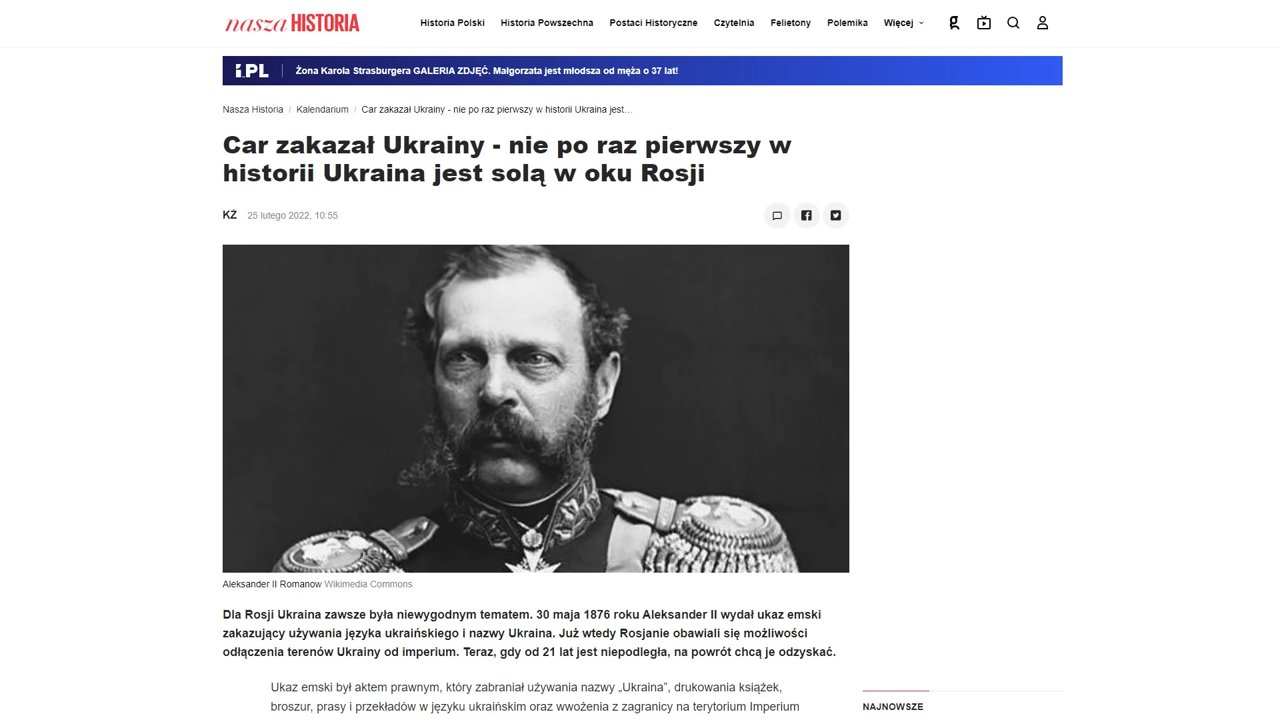 nasza HISTORIA
Historia Polski Historia Powszechna Postaci Historyczne Czytelnia Felietony Polemika Więcej
i.PL Żona Karola Strasburgera GALERIA ZDJĘĆ. Małgorzata jest młodsza od męża o 37 lat!
Nasza Historia / Kalendarium / Car zakazał Ukrainy - nie po raz pierwszy w historii Ukraina jest...
Car zakazał Ukrainy - nie po raz pierwszy w
historii Ukraina jest solą w oku Rosji
KŻ 25 lutego 2022, 10:55
Aleksander II Romanow Wikimedia Commons
Dla Rosji Ukraina zawsze była niewygodnym tematem. 30 maja 1876 roku Aleksander II wydał ukaz emski
zakazujący używania języka ukraińskiego i nazwy Ukraina. Już wtedy Rosjanie obawiali się możliwości
odłączenia terenów Ukrainy od imperium. Teraz, gdy od 21 lat jest niepodległa, na powrót chcą je odzyskać.
Ukaz emski był aktem prawnym, który zabraniał używania nazwy „Ukraina”, drukowania książek,
broszur, prasy i przekładów w języku ukraińskim oraz wwożenia z zagranicy na terytorium Imperium
NAJNOWSZE